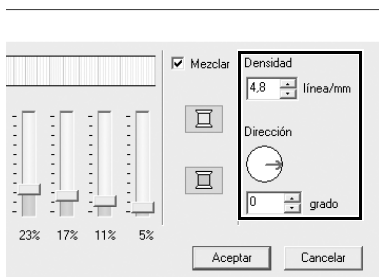 Mezclar
Densidad
4,8 línea/mm
Dirección
0 grado
23% 17% 11% 5%
Aceptar Cancelar